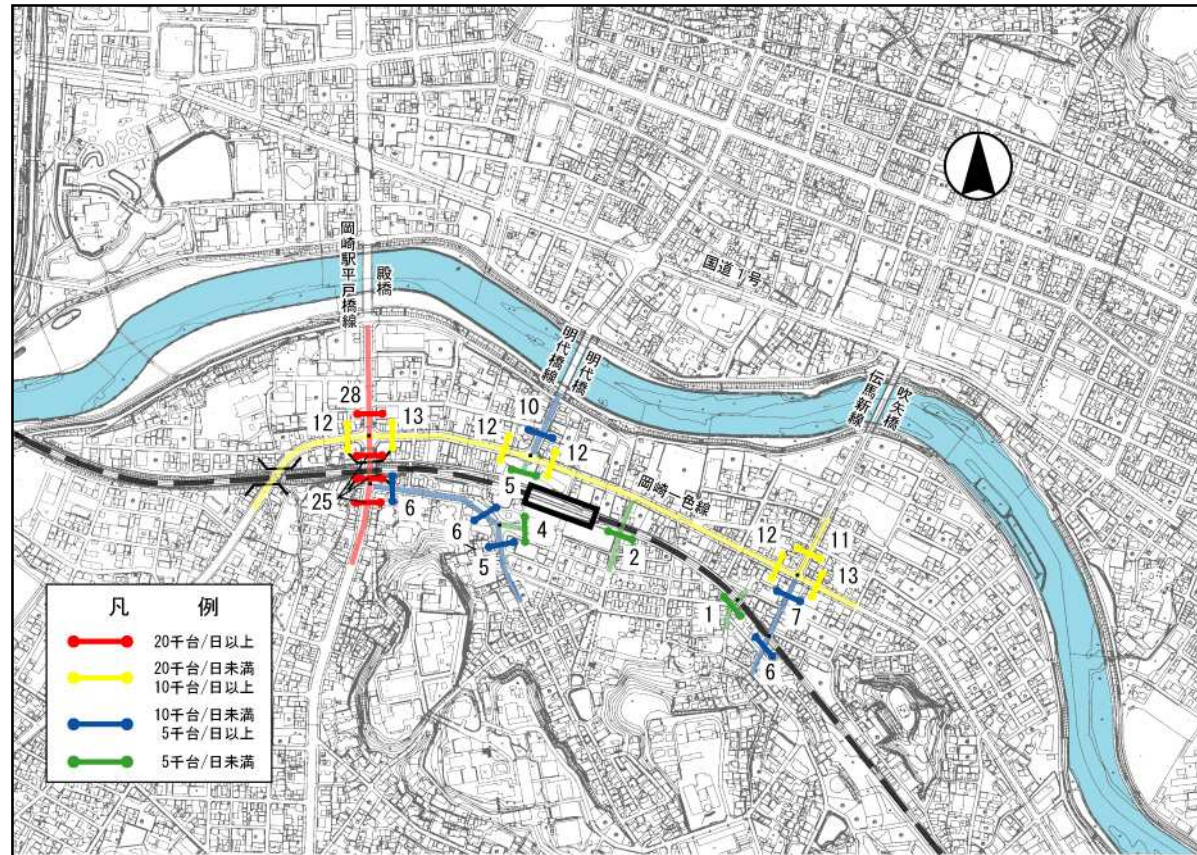 岡崎駅平戸橋線
殿橋
国道1号
明代橋線
明代橋
伝馬新線
吹矢橋
28
12
13
10
12
12
5
岡崎一色線
25
6
6
4
5
2
12
11
13
1
7
6
凡 例
20千台/日以上
20千台/日未満
10千台/日以上
10千台/日未満
5千台/日以上
5千台/日未満